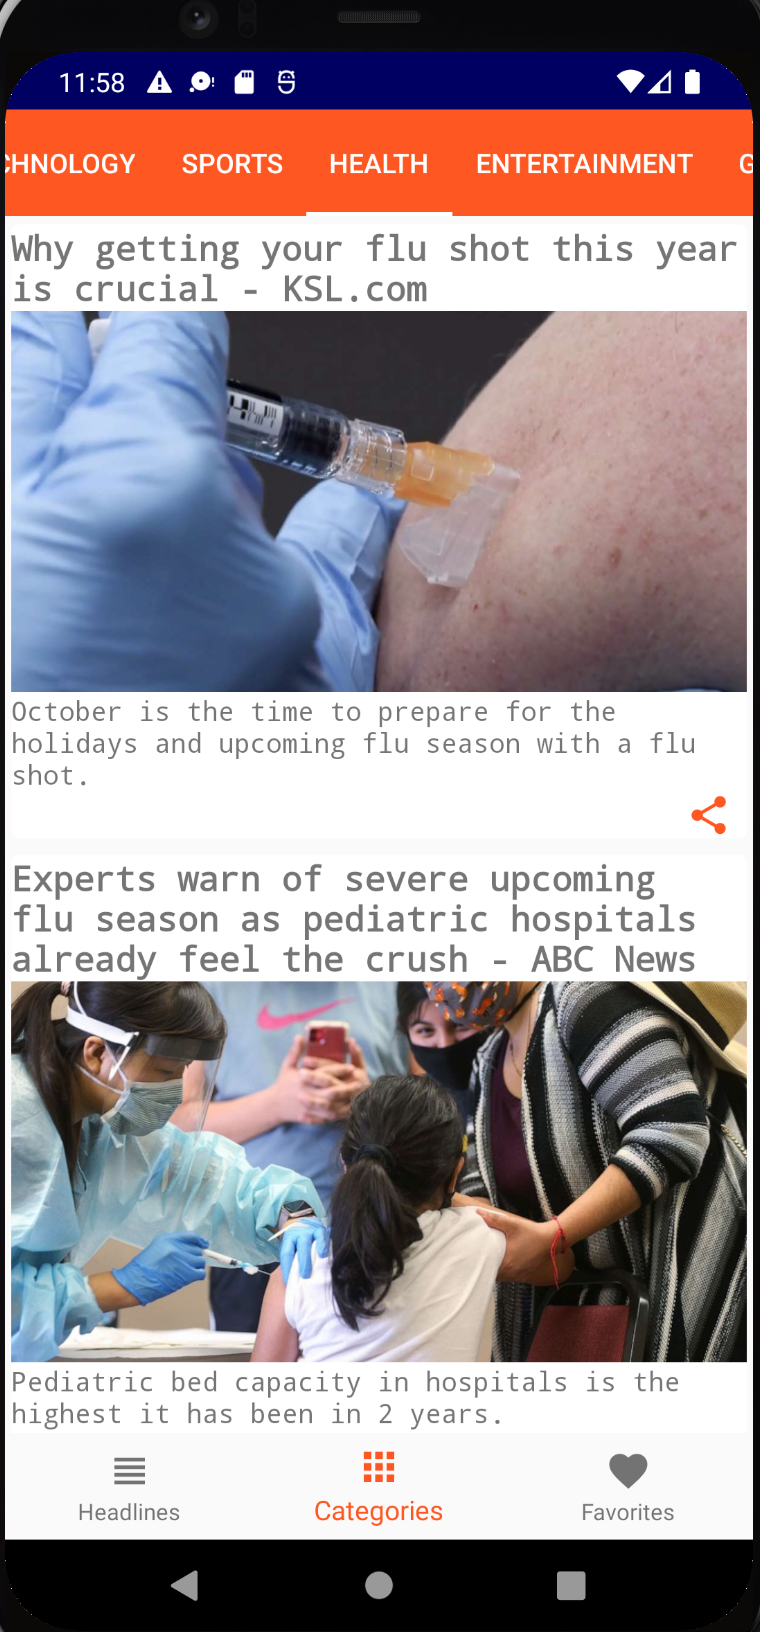 11:58
CHNOLOGY SPORTS HEALTH ENTERTAINMENT G
Why getting your flu shot this year
is crucial - KSL.com
October is the time to prepare for the
holidays and upcoming flu season with a flu
shot.
Experts warn of severe upcoming
flu season as pediatric hospitals
already feel the crush - ABC News
Pediatric bed capacity in hospitals is the
highest it has been in 2 years.
Headlines Categories Favorites